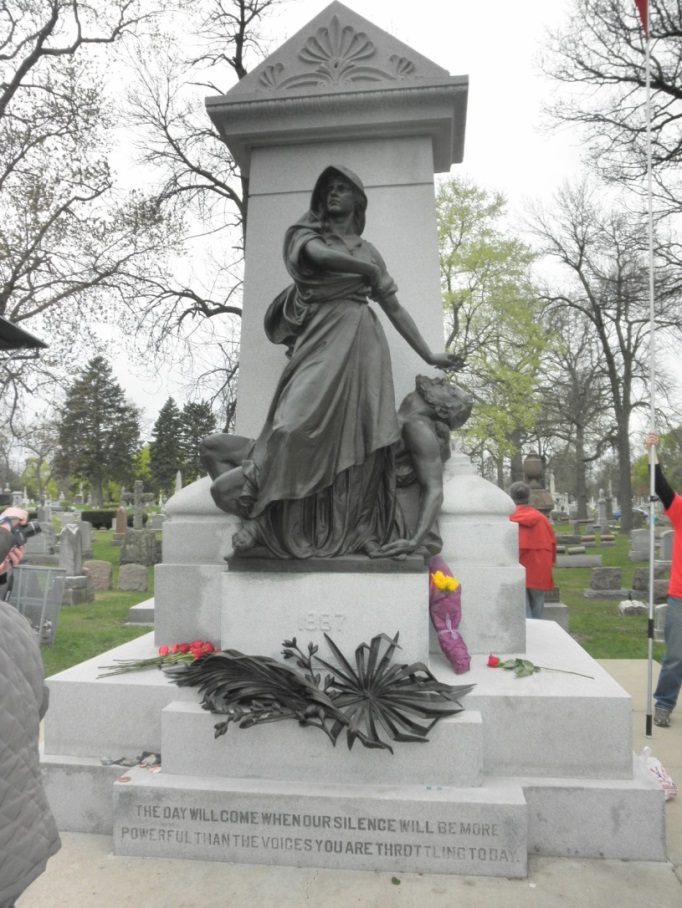 1887
THE DAY WILL COME WHEN OUR SILENCE WILL BE MORE
POWERFUL THAN THE VOICES YOU ARE THROTTLING TODAY.